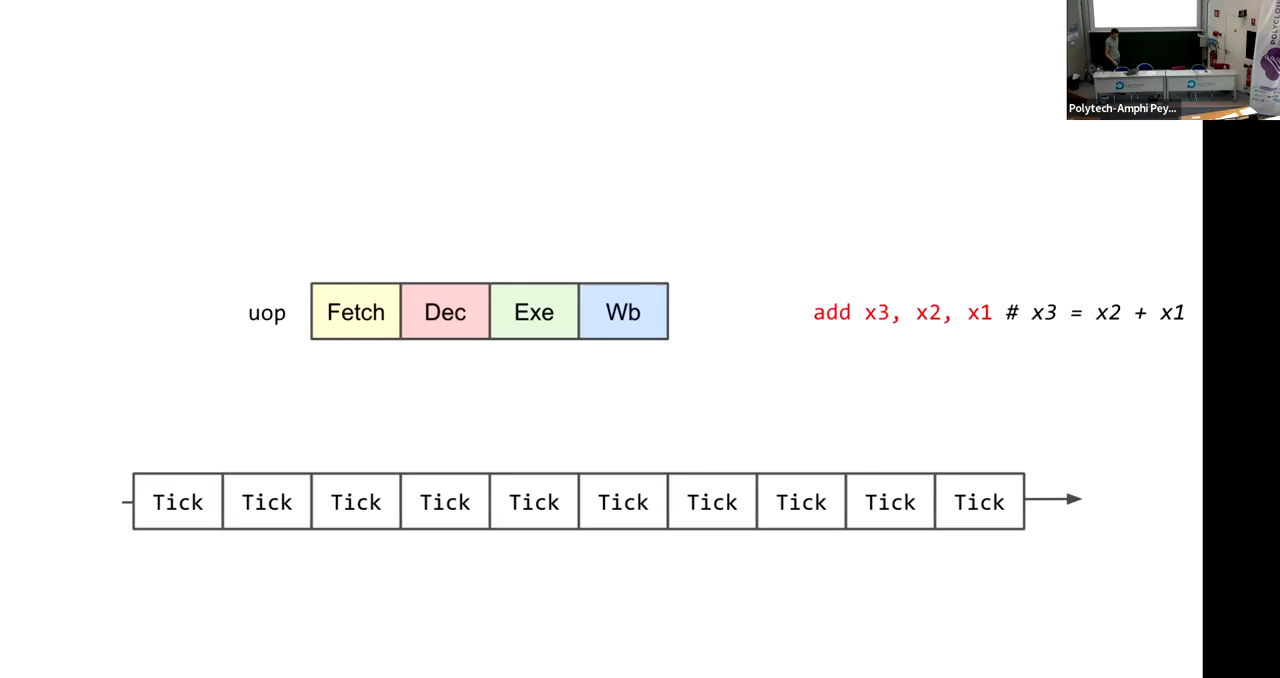 POLYCLOU
Polytech-Amphi Pey...
uop Fetch Dec Exe Wb add x3, x2, x1 # x3 = x2 + x1
Tick Tick Tick Tick Tick Tick Tick Tick Tick Tick